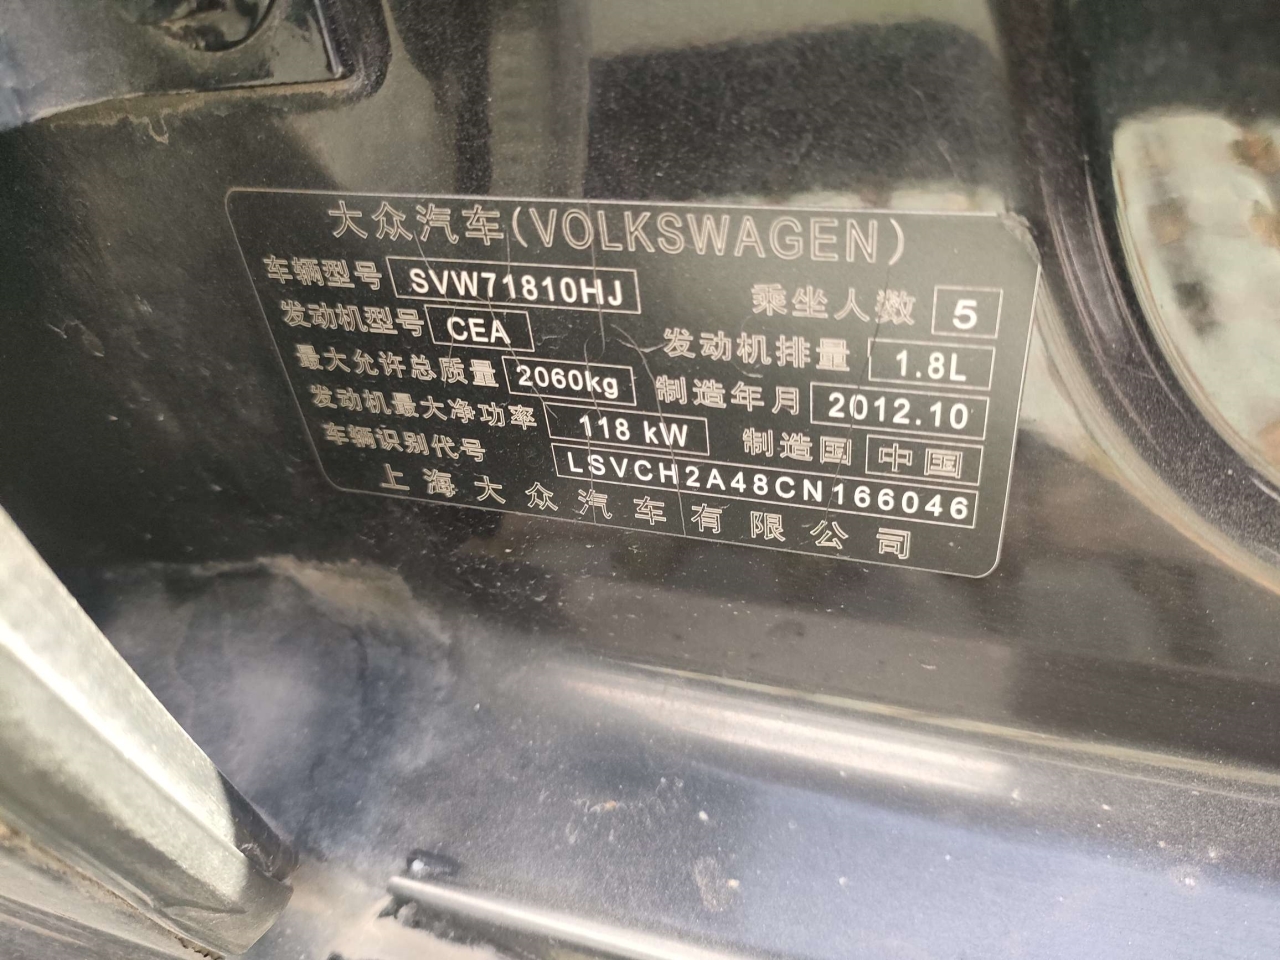 大众汽车(VOLKSWAGEN)
车辆型号 SVW71810HJ 乘坐人数 5
发动机型号 CEA 发动机排量 1.8L
最大允许总质量 2060kg 制造年月 2012.10
发动机最大净功率 118 kW 制造国 中国
车辆识别代号 LSVCH2A48CN166046
上海大众汽车有限公司